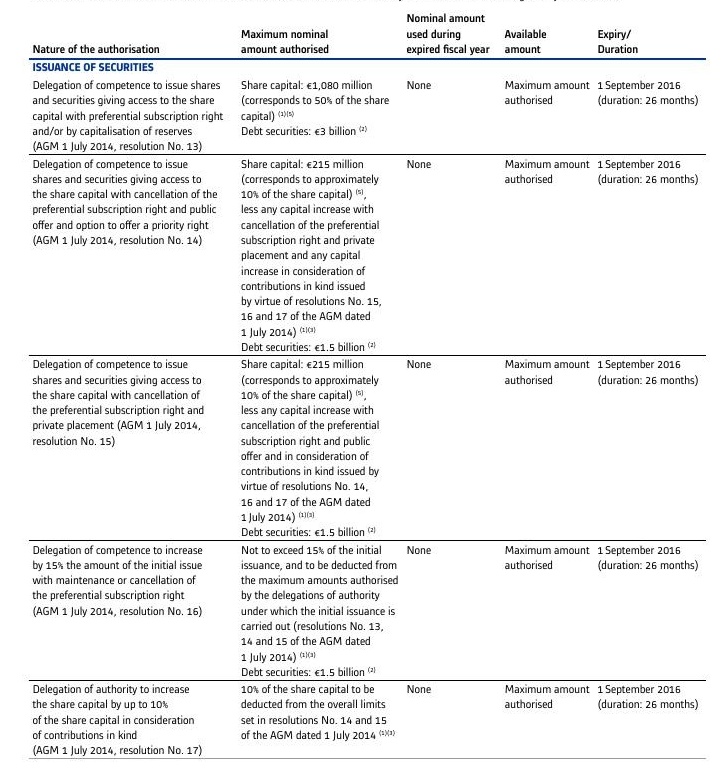 Nature of the authorisation
Maximum nominal
amount authorised
Nominal amount
used during
expired fiscal year
Available
amount
Expiry/
Duration
ISSUANCE OF SECURITIES
Delegation of competence to issue shares
and securities giving access to the share
capital with preferential subscription right
and/or by capitalisation of reserves
(AGM 1 July 2014, resolution No. 13)
Share capital: €1,080 million
(corresponds to 50% of the share
capital) (1)(5)
Debt securities: €3 billion (2)
None
Maximum amount
authorised
1 September 2016
(duration: 26 months)
Delegation of competence to issue
shares and securities giving access to
the share capital with cancellation of the
preferential subscription right and public
offer and option to offer a priority right
(AGM 1 July 2014, resolution No. 14)
Share capital: €215 million
(corresponds to approximately
10% of the share capital) (5),
less any capital increase with
cancellation of the preferential
subscription right and private
placement and any capital
increase in consideration of
contributions in kind issued
by virtue of resolutions No. 15,
16 and 17 of the AGM dated
1 July 2014) (1)(3)
Debt securities: €1.5 billion (2)
None
Maximum amount
authorised
1 September 2016
(duration: 26 months)
Delegation of competence to issue
shares and securities giving access to
the share capital with cancellation of
the preferential subscription right and
private placement (AGM 1 July 2014,
resolution No. 15)
Share capital: €215 million
(corresponds to approximately
10% of the share capital) (5),
less any capital increase with
cancellation of the preferential
subscription right and public
offer and in consideration of
contributions in kind issued by
virtue of resolutions No. 14,
16 and 17 of the AGM dated
1 July 2014) (1)(3)
Debt securities: €1.5 billion (2)
None
Maximum amount
authorised
1 September 2016
(duration: 26 months)
Delegation of competence to increase
by 15% the amount of the initial issue
with maintenance or cancellation of
the preferential subscription right
(AGM 1 July 2014, resolution No. 16)
Not to exceed 15% of the initial
issuance, and to be deducted from
the maximum amounts authorised
by the delegations of authority
under which the initial issuance is
carried out (resolutions No. 13,
14 and 15 of the AGM dated
1 July 2014) (1)(3)
Debt securities: €1.5 billion (2)
None
Maximum amount
authorised
1 September 2016
(duration: 26 months)
Delegation of authority to increase
the share capital by up to 10%
of the share capital in consideration
of contributions in kind
(AGM 1 July 2014, resolution No. 17)
10% of the share capital to be
deducted from the overall limits
set in resolutions No. 14 and 15
of the AGM dated 1 July 2014 (1)(3)
None
Maximum amount
authorised
1 September 2016
(duration: 26 months)